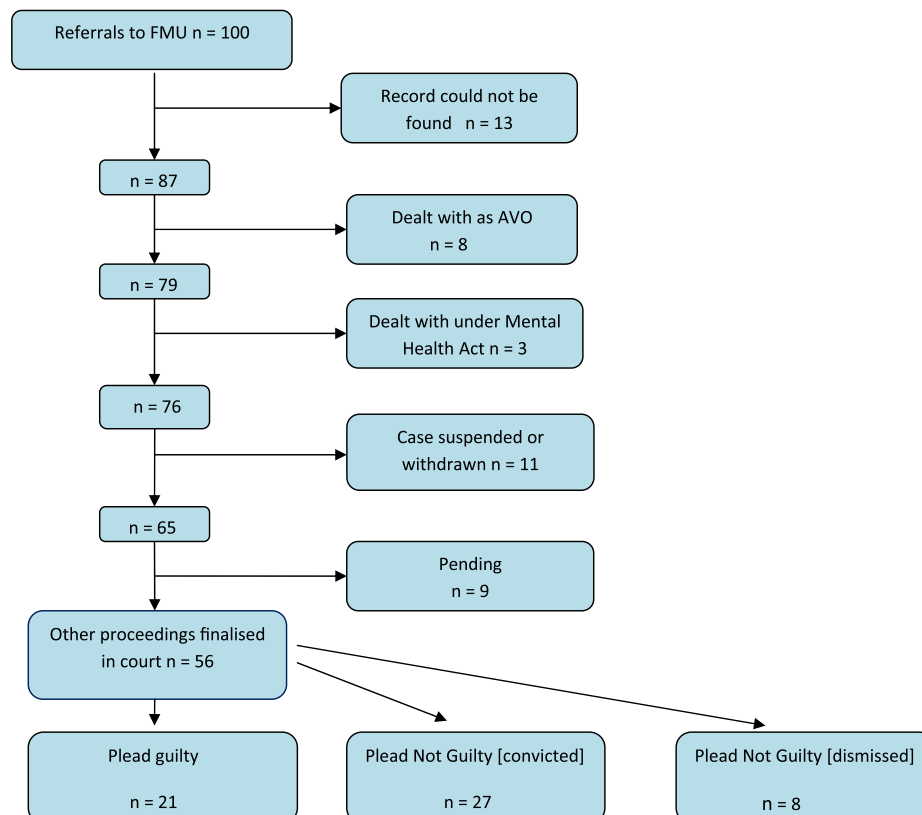 Referrals to FMU n = 100
Record could not be
found n = 13
n = 87
Dealt with as AVO
n = 8
n = 79
Dealt with under Mental
Health Act n = 3
n = 76
Case suspended or
withdrawn n = 11
n = 65
Pending
n = 9
Other proceedings finalised
in court n = 56
Plead guilty
n = 21
Plead Not Guilty [convicted]
n = 27
Plead Not Guilty [dismissed]
n = 8